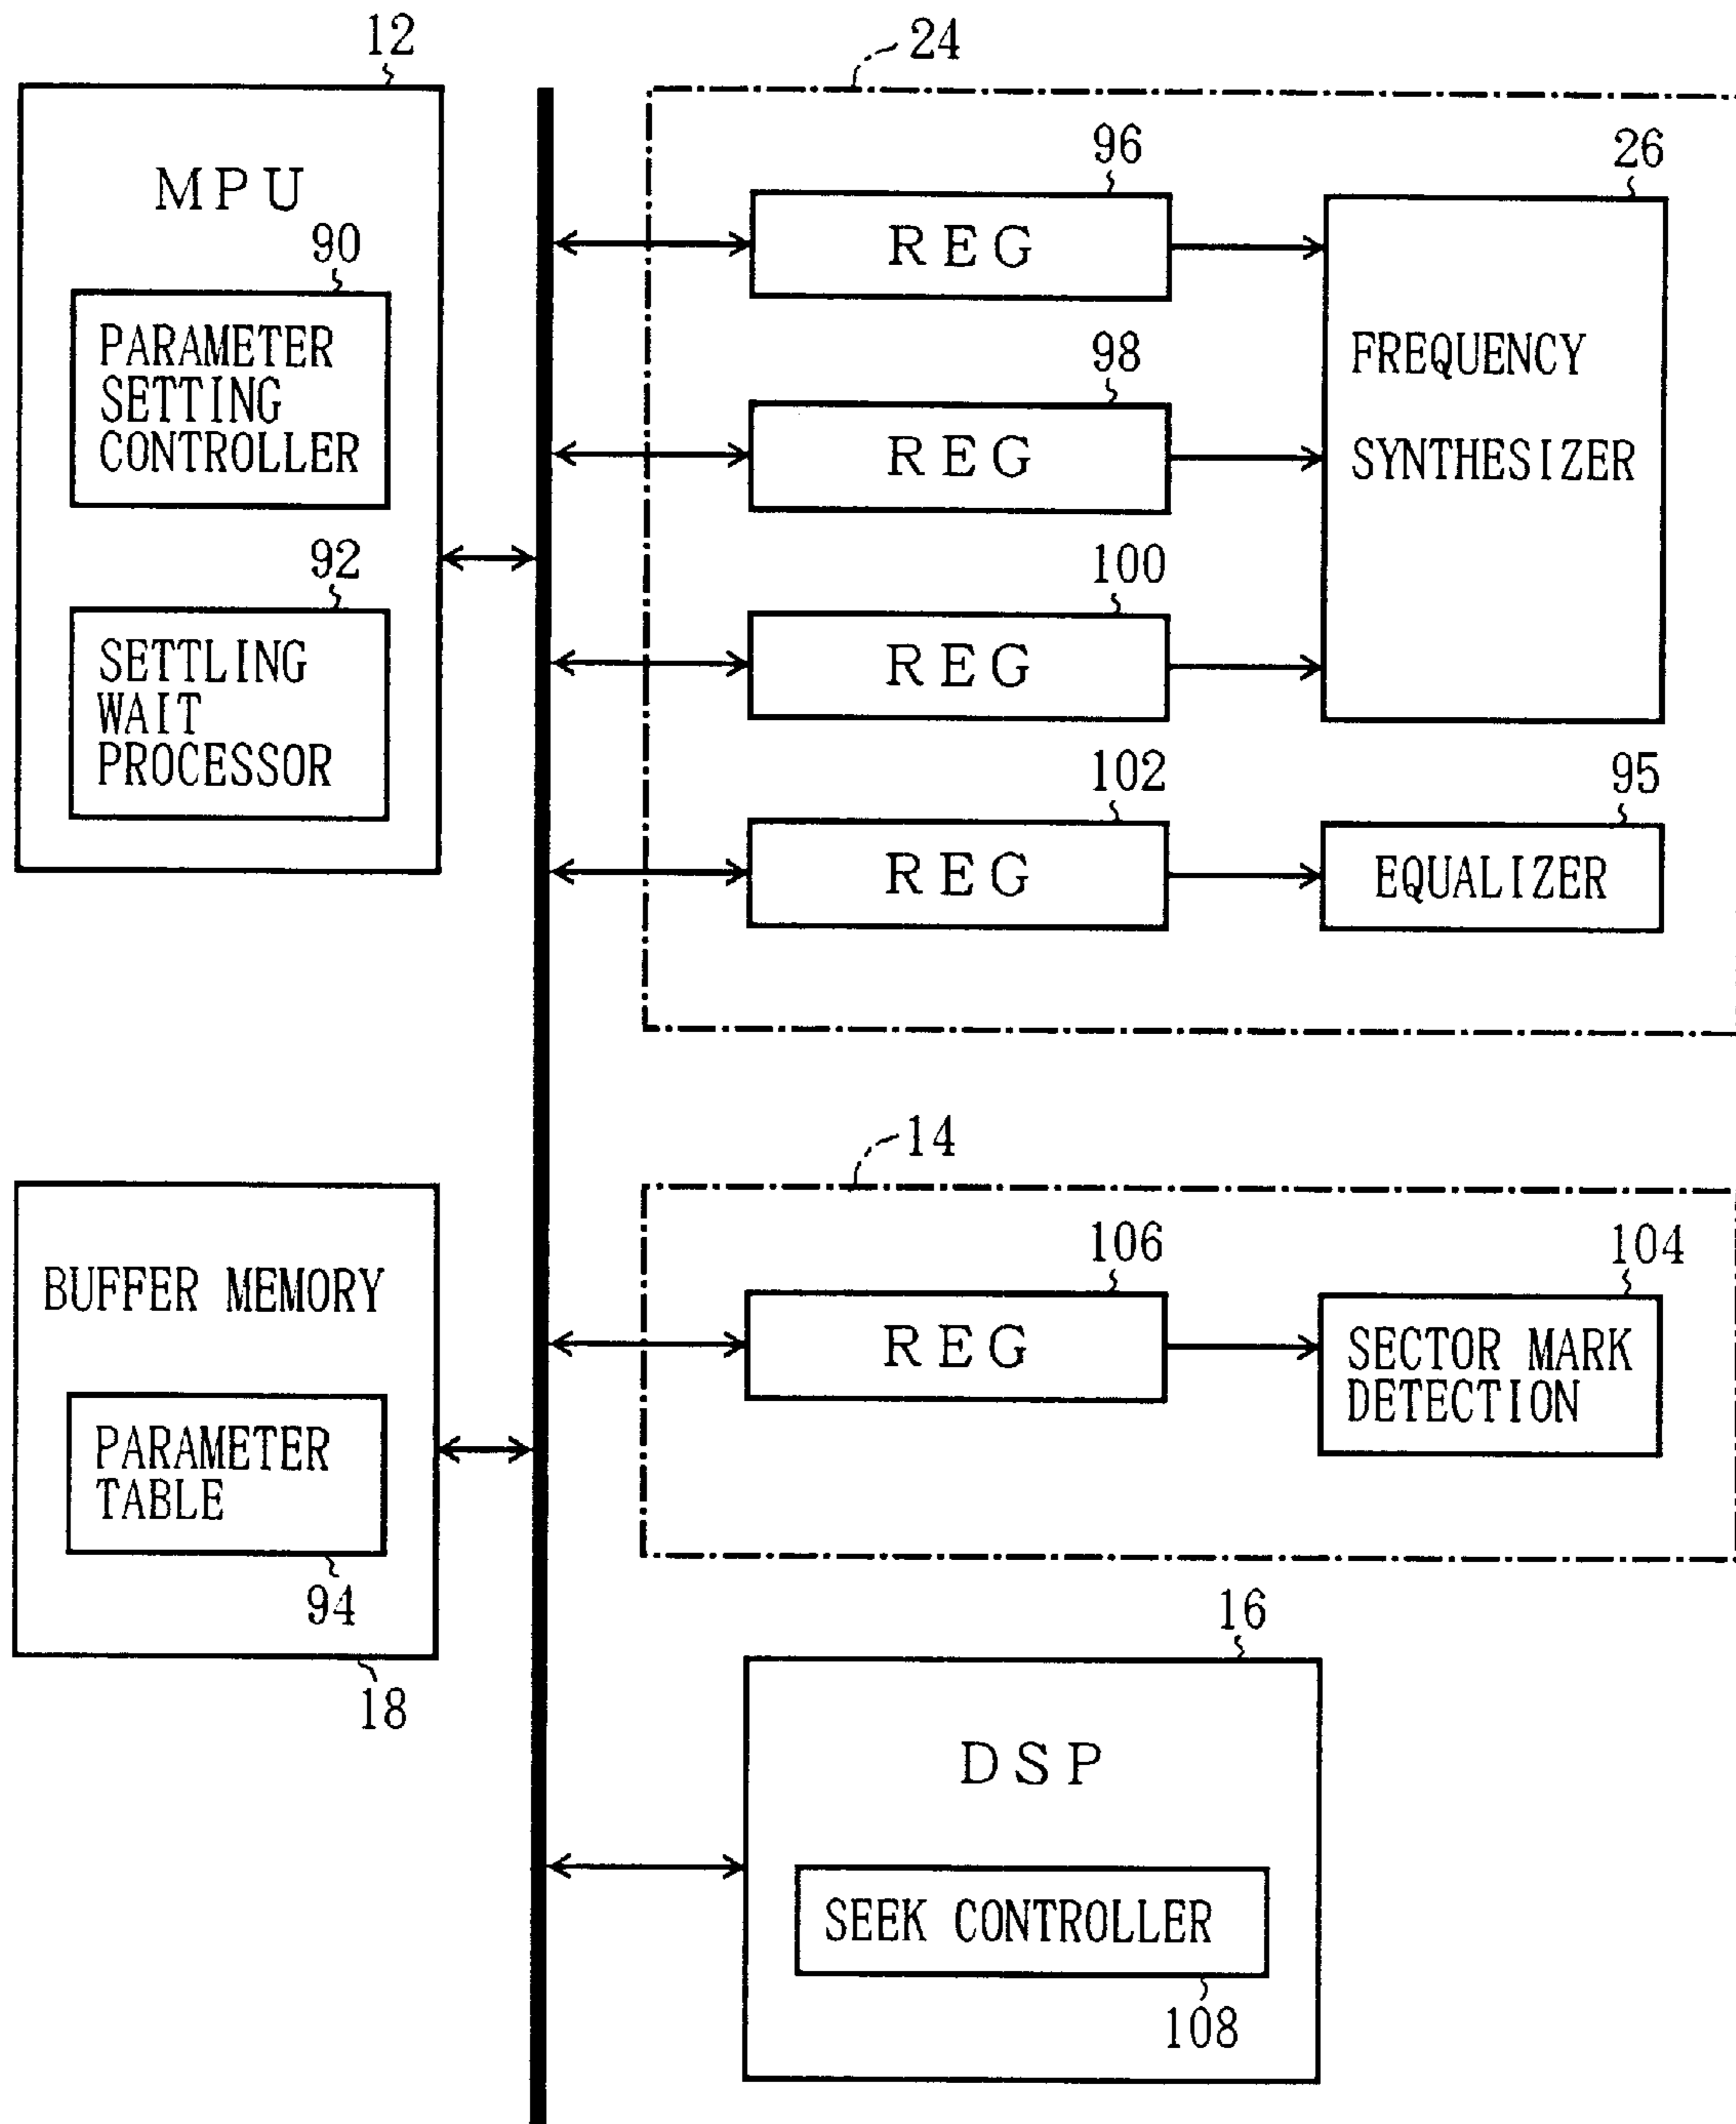 12
MPU
90
PARAMETER
SETTING
CONTROLLER
92
SETTLING
WAIT
PROCESSOR
24
96
REG
26
FREQUENCY
SYNTHESIZER
98
REG
100
REG
102
REG
95
EQUALIZER
14
106
REG
104
SECTOR MARK
DETECTION
BUFFER MEMORY
PARAMETER
TABLE
94
18
16
DSP
SEEK CONTROLLER
108